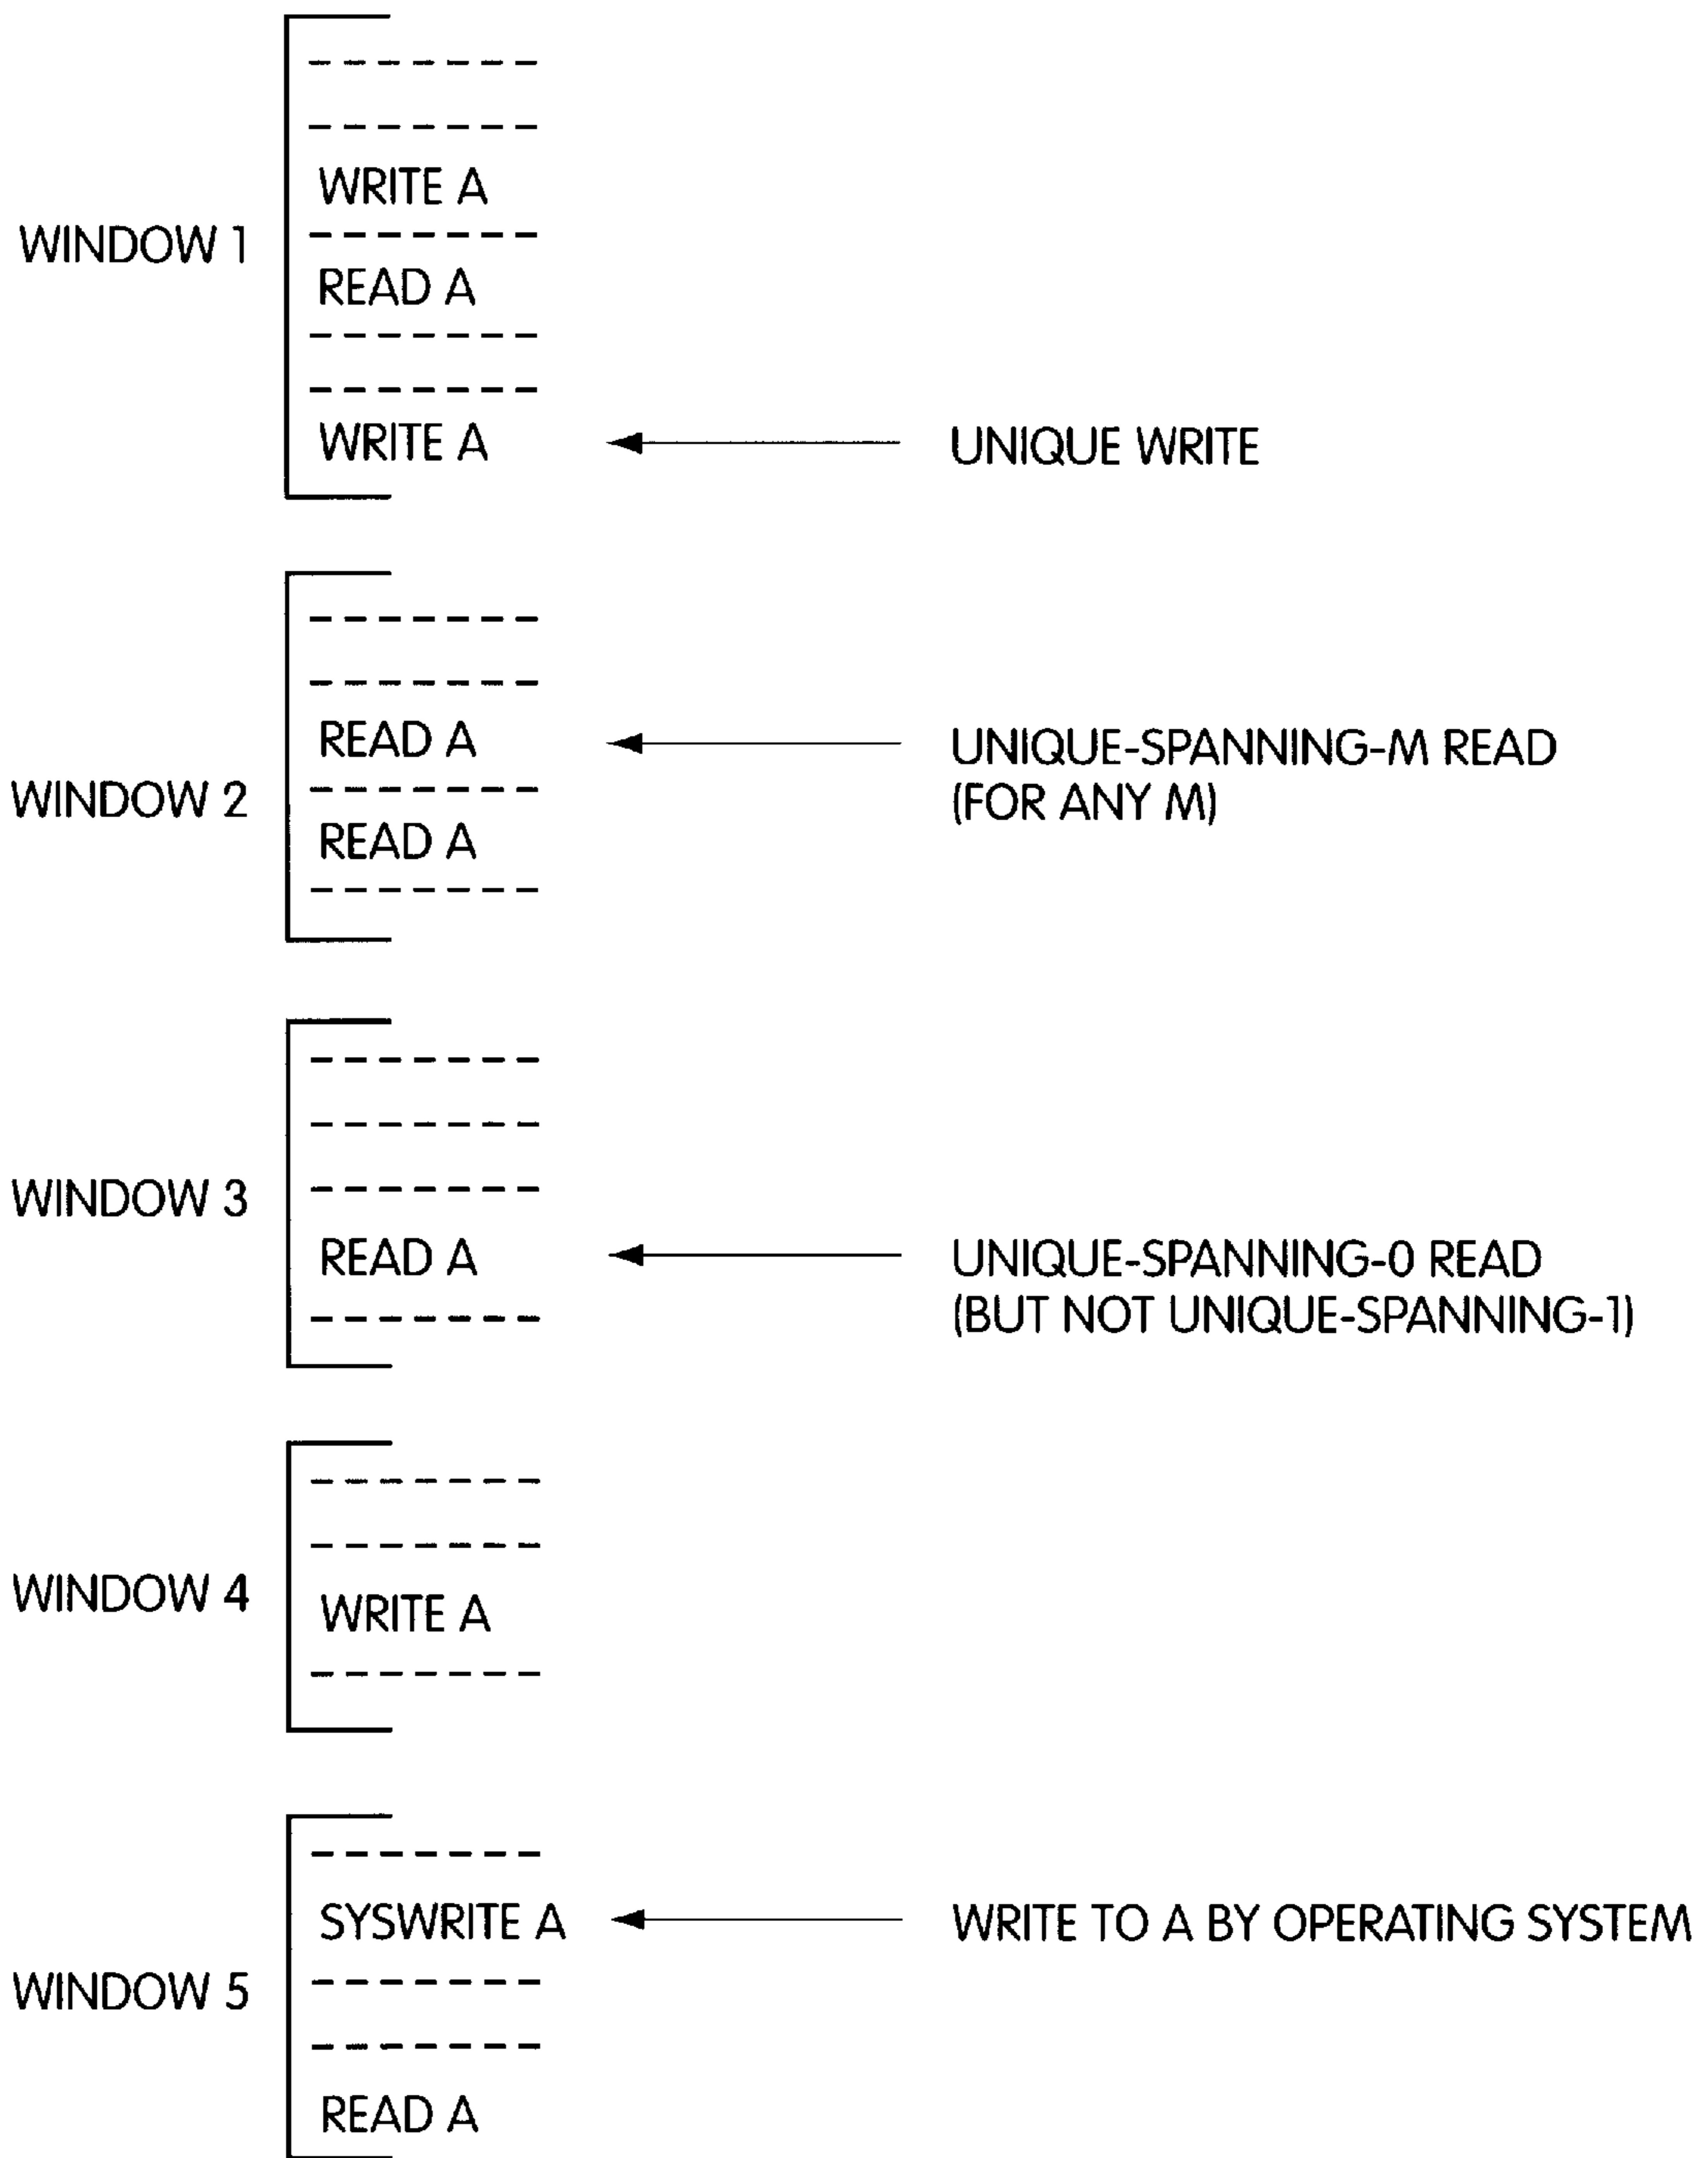 WINDOW 1
WRITE A
READ A
WRITE A
UNIQUE WRITE
WINDOW 2
READ A
UNIQUE-SPANNING-M READ
(FOR ANY M)
READ A
WINDOW 3
READ A
UNIQUE-SPANNING-0 READ
(BUT NOT UNIQUE-SPANNING-1)
WINDOW 4
WRITE A
WINDOW 5
SYSWRITE A
WRITE TO A BY OPERATING SYSTEM
READ A